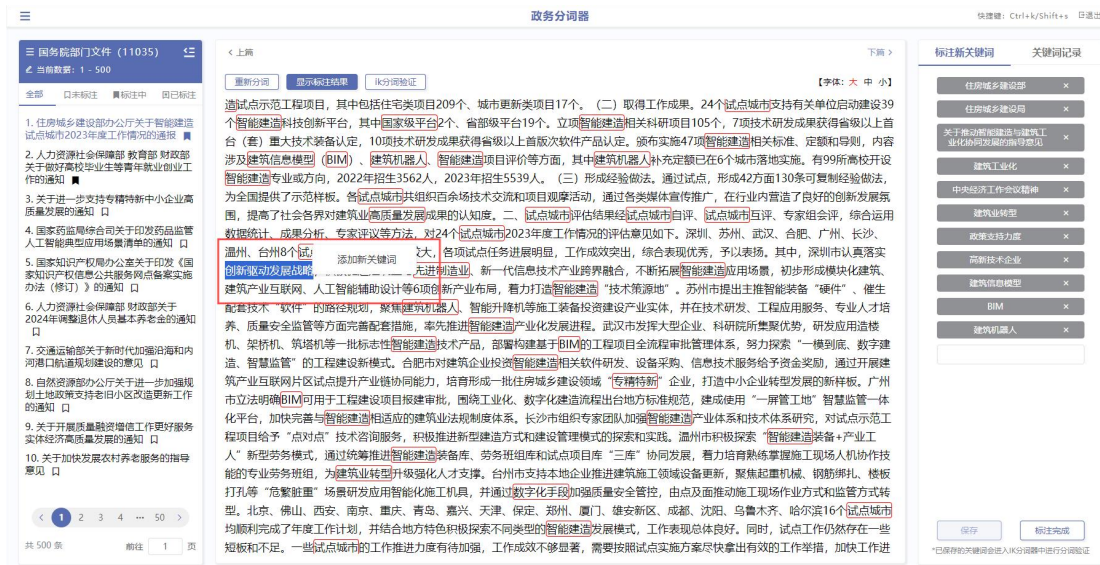 政务分词器
快捷键: Ctrl+k/Shift+s 退出
国务院部门文件 (11035)
当前数据: 1 - 500
全部 未标注 标注中 已标注
1. 住房城乡建设部办公厅关于智能建造
试点城市2023年度工作情况的通报
2. 人力资源社会保障部 教育部 财政部
关于做好高校毕业生等青年就业创业工
作的通知
3. 关于进一步支持专精特新中小企业高
质量发展的通知
4. 国家药监局综合司关于印发药品监管
人工智能典型应用场景清单的通知
5. 国家知识产权局办公室关于印发《国
家知识产权信息公共服务网点备案实施
办法（修订）》的通知
6. 人力资源社会保障部 财政部关于
2024年调整退休人员基本养老金的通知
7. 交通运输部关于新时代加强沿海和内
河港口航道规划建设的意见
8. 自然资源部办公厅关于进一步加强规
划土地政策支持老旧小区改造更新工作
的通知
9. 关于开展质量融资增信工作更好服务
实体经济高质量发展的通知
10. 关于加快发展农村养老服务的指导
意见
< 1 2 3 4 ··· 50 >
共 500 条 前往 1 页
< 上篇
下篇 >
重新分词 显示标注结果 ik分词验证
【字体: 大 中 小】
造试点示范工程项目，其中包括住宅类项目209个、城市更新类项目17个。（二）取得工作成果。24个试点城市支持有关单位启动建设39
个智能建造科技创新平台，其中国家级平台2个、省部级平台19个。立项智能建造相关科研项目105个，7项技术研发成果获得省级以上首
台（套）重大技术装备认定，10项技术研发成果获得省级以上首版次软件产品认定。颁布实施47项智能建造相关标准、定额和导则，内容
涉及建筑信息模型（BIM）、建筑机器人、智能建造项目评价等方面，其中建筑机器人补充定额已在6个城市落地实施。有99所高校开设
智能建造专业或方向，2022年招生3562人，2023年招生5539人。（三）形成经验做法。通过试点，形成42方面130条可复制经验做法，
为全国提供了示范样板。各试点城市共组织百余场技术交流和项目观摩活动，通过各类媒体宣传推广，在行业内营造了良好的创新发展氛
围，提高了社会各界对建筑业高质量发展成果的认知度。二、试点城市评估结果经试点城市自评、试点城市互评、专家组会评，综合运用
数据统计、成果分析、专家评议等方法，对24个试点城市2023年度工作情况的评估意见如下。深圳、苏州、武汉、合肥、广州、长沙、
温州、台州8个试 添加新关键词 大，各项试点任务进展明显，工作成效突出，综合表现优秀，予以表扬。其中，深圳市认真落实
创新驱动发展战略 先进制造业、新一代信息技术产业跨界融合，不断拓展智能建造应用场景，初步形成模块化建筑、
建筑产业互联网、人工智能辅助设计等6项创新产业布局，着力打造智能建造“技术策源地”。苏州市提出主推智能装备“硬件”、催生
配套技术“软件”的路径规划，聚焦建筑机器人、智能升降机等施工装备投资建设产业实体，并在技术研发、工程应用服务、专业人才培
养、质量安全监管等方面完善配套措施，率先推进智能建造产业化发展进程。武汉市发挥大型企业、科研院所集聚优势，研发应用造楼
机、架桥机、筑塔机等一批标志性智能建造技术产品，部署构建基于BIM的工程项目全流程审批管理体系，努力探索“一模到底、数字建
造、智慧监管”的工程建设新模式。合肥市对建筑企业投资智能建造相关软件研发、设备采购、信息技术服务给予资金奖励，通过开展建
筑产业互联网片区试点提升产业链协同能力，培育形成一批住房城乡建设领域“专精特新”企业，打造中小企业转型发展的新样板。广州
市立法明确BIM可用于工程建设项目报建审批，围绕工业化、数字化建造流程出台地方标准规范，建成使用“一屏管工地”智慧监管一体
化平台，加快完善与智能建造相适应的建筑业法规制度体系。长沙市组织专家团队加强智能建造产业体系和技术体系研究，对试点示范工
程项目给予“点对点”技术咨询服务，积极推进新型建造方式和建设管理模式的探索和实践。温州市积极探索“智能建造装备+产业工
人”新型劳务模式，通过统筹推进智能建造装备库、劳务班组库和试点项目库“三库”协同发展，着力培育熟练掌握施工现场人机协作技
能的专业劳务班组，为建筑业转型升级强化人才支撑。台州市支持本地企业推进建筑施工领域设备更新，聚焦起重机械、钢筋绑扎、楼板
打孔等“危繁脏重”场景研发应用智能化施工机具，并通过数字化手段加强质量安全管控，由点及面推动施工现场作业方式和监管方式转
型。北京、佛山、西安、南京、重庆、青岛、嘉兴、天津、保定、郑州、厦门、雄安新区、成都、沈阳、乌鲁木齐、哈尔滨16个试点城市
均顺利完成了年度工作计划，并结合地方特色积极探索不同类型的智能建造发展模式，工作表现总体良好。同时，试点工作仍然存在一些
短板和不足。一些试点城市的工作推进力度有待加强，工作成效不够显著，需要按照试点实施方案尽快拿出有效的工作举措，加快工作进
标注新关键词 关键词记录
住房城乡建设部 ×
住房城乡建设局 ×
关于推动智能建造与建筑工
业化协同发展的指导意见 ×
建筑工业化 ×
中央经济工作会议精神 ×
建筑业转型 ×
政策支持力度 ×
高新技术企业 ×
建筑信息模型 ×
BIM ×
建筑机器人 ×
保存 标注完成
*已保存的关键词会进入IK分词器中进行分词验证